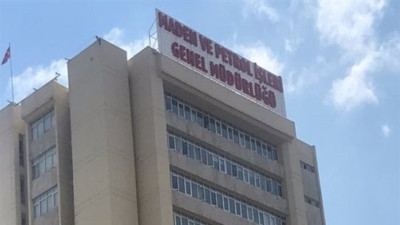 MADEN VE PETROL İŞLERİ
GENEL MÜDÜRLÜĞÜ